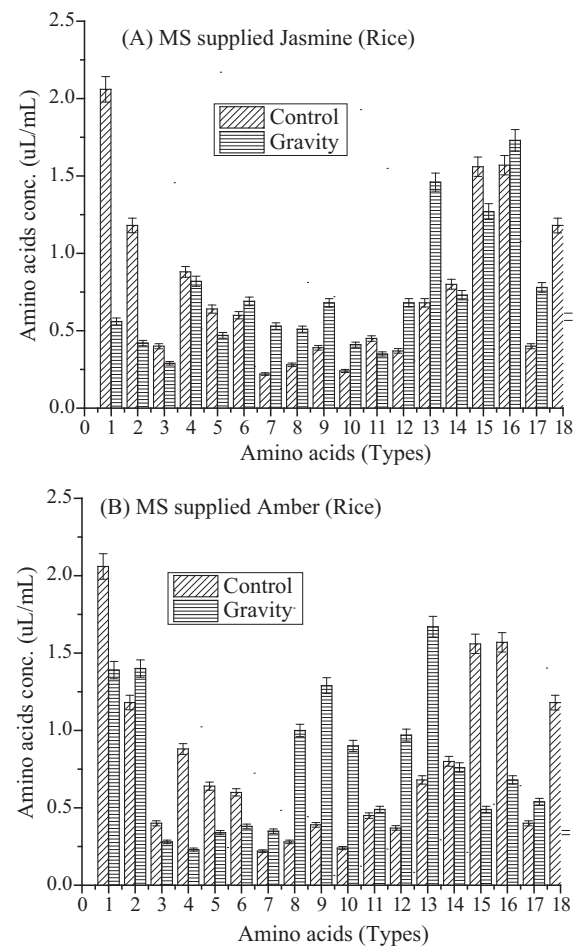 2.5
(A) MS supplied Jasmine (Rice)
2.0
Control
Gravity
1.5
1.0
0.5
0.0
Amino acids conc. (uL/mL)
0 1 2 3 4 5 6 7 8 9 10 11 12 13 14 15 16 17 18
Amino acids (Types)
2.5
(B) MS supplied Amber (Rice)
2.0
Control
Gravity
1.5
1.0
0.5
0.0
Amino acids conc. (uL/mL)
0 1 2 3 4 5 6 7 8 9 10 11 12 13 14 15 16 17 18
Amino acids (Types)